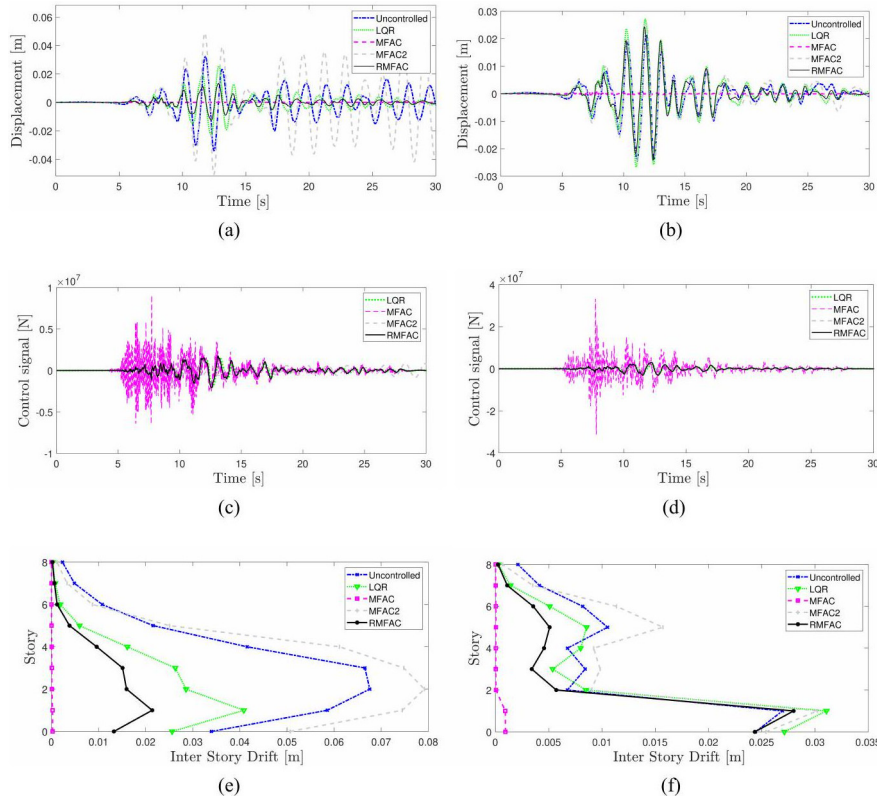 0.06
0.04
0.02
0
-0.02
-0.04
Displacement [m]
Uncontrolled
LQR
MFAC
MFAC2
RMFAC
0 5 10 15 20 25 30
Time [s]
(a)
0.03
0.02
0.01
0
-0.01
-0.02
-0.03
Displacement [m]
Uncontrolled
LQR
MFAC
MFAC2
RMFAC
0 5 10 15 20 25 30
Time [s]
(b)
×10⁷
1
0.5
0
-0.5
-1
Control signal [N]
LQR
MFAC
MFAC2
RMFAC
0 5 10 15 20 25 30
Time [s]
(c)
×10⁷
4
2
0
-2
-4
Control signal [N]
LQR
MFAC
MFAC2
RMFAC
0 5 10 15 20 25 30
Time [s]
(d)
8
6
4
2
0
Story
Uncontrolled
LQR
MFAC
MFAC2
RMFAC
0 0.01 0.02 0.03 0.04 0.05 0.06 0.07 0.08
Inter Story Drift [m]
(e)
8
6
4
2
0
Story
Uncontrolled
LQR
MFAC
MFAC2
RMFAC
0 0.005 0.01 0.015 0.02 0.025 0.03 0.035
Inter Story Drift [m]
(f)